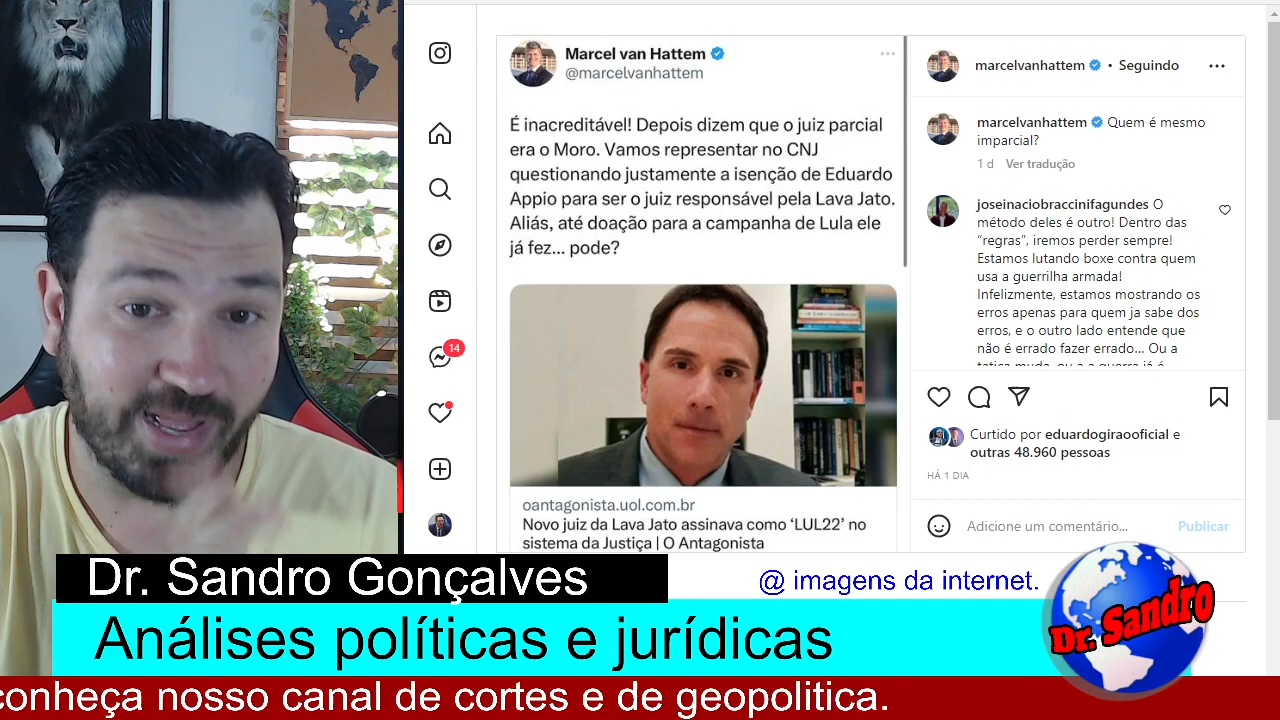 Marcel van Hattem
@marcelvanhattem
É inacreditável! Depois dizem que o juiz parcial
era o Moro. Vamos representar no CNJ
questionando justamente a isenção de Eduardo
Appio para ser o juiz responsável pela Lava Jato.
Aliás, até doação para a campanha de Lula ele
já fez... pode?
oantagonista.uol.com.br
Novo juiz da Lava Jato assinava como ‘LUL22’ no
sistema da Justiça | O Antagonista
14
marcelvanhattem • Seguindo
marcelvanhattem Quem é mesmo
imparcial?
1 d Ver tradução
joseinaciobraccinifagundes O
método deles é outro! Dentro das
“regras”, iremos perder sempre!
Estamos lutando boxe contra quem
usa a guerrilha armada!
Infelizmente, estamos mostrando os
erros apenas para quem ja sabe dos
erros, e o outro lado entende que
não é errado fazer errado... Ou a
Curtido por eduardogiraooficial e
outras 48.960 pessoas
HÁ 1 DIA
Adicione um comentário... Publicar
Dr. Sandro Gonçalves
@ imagens da internet.
Análises políticas e jurídicas
Dr. Sandro
conheça nosso canal de cortes e de geopolitica.